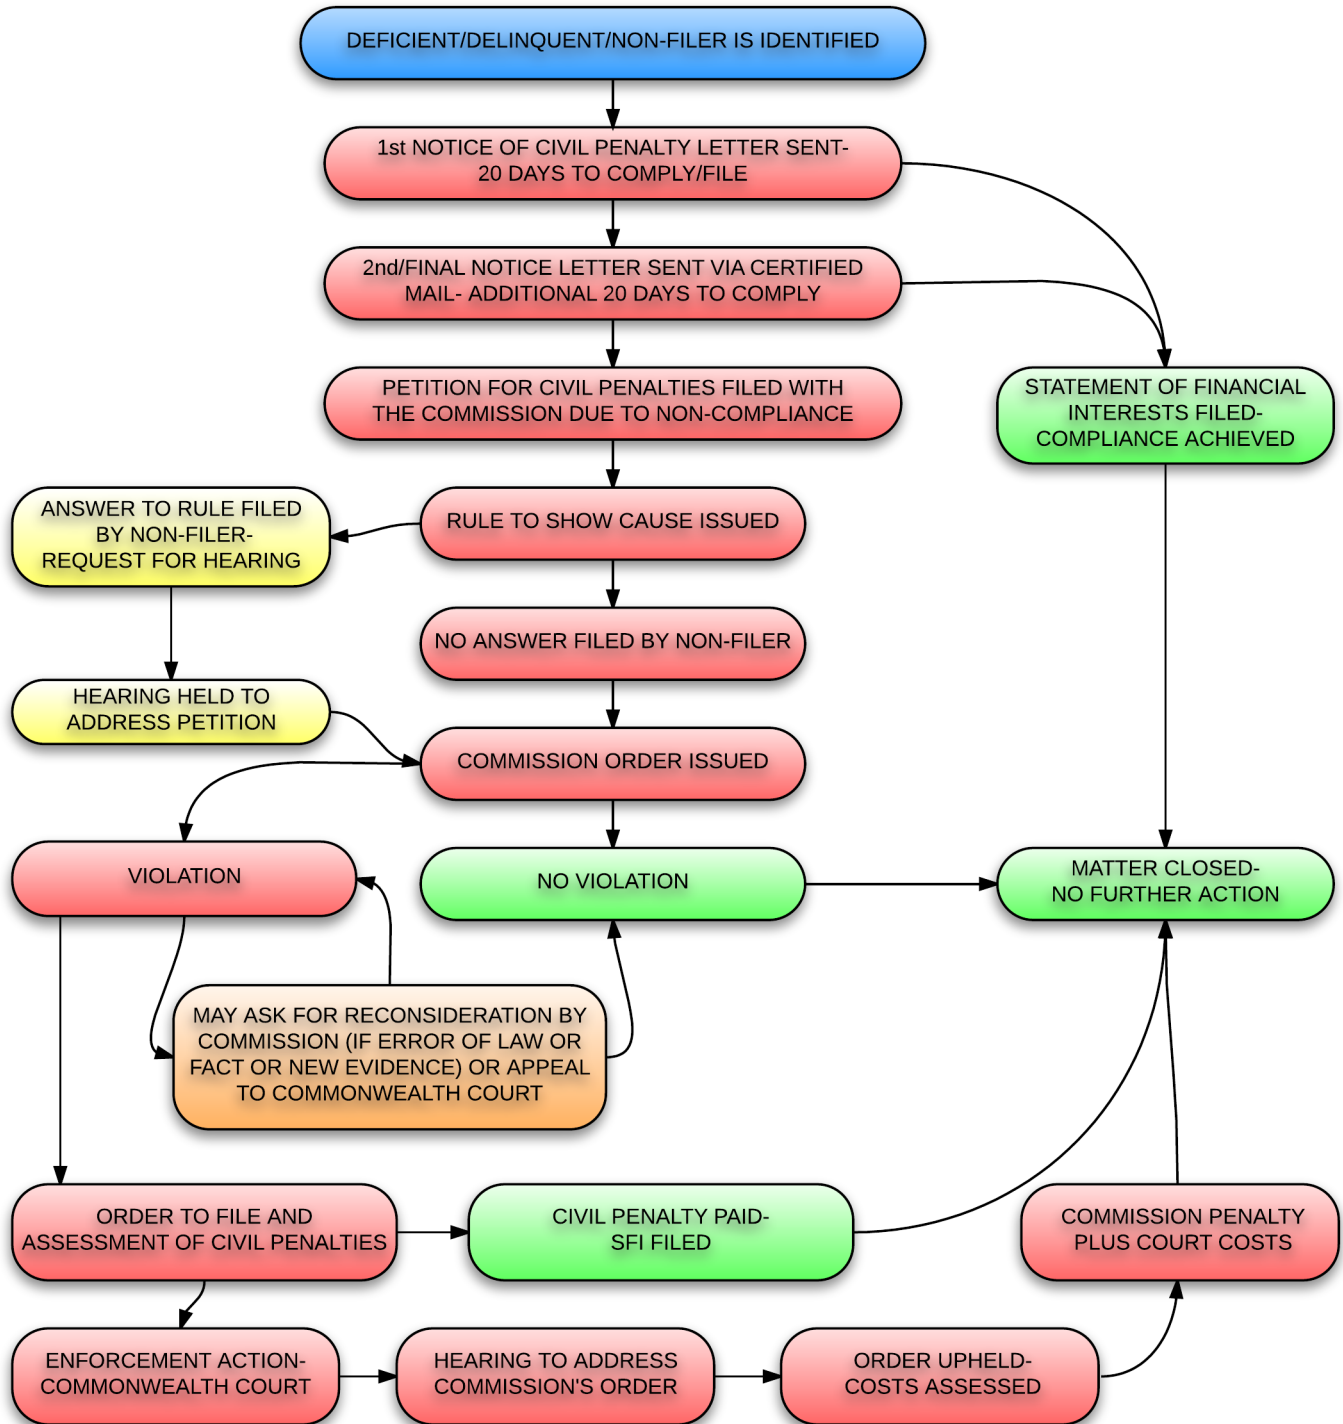 DEFICIENT/DELINQUENT/NON-FILER IS IDENTIFIED
1st NOTICE OF CIVIL PENALTY LETTER SENT-
20 DAYS TO COMPLY/FILE
2nd/FINAL NOTICE LETTER SENT VIA CERTIFIED
MAIL- ADDITIONAL 20 DAYS TO COMPLY
PETITION FOR CIVIL PENALTIES FILED WITH
THE COMMISSION DUE TO NON-COMPLIANCE
STATEMENT OF FINANCIAL
INTERESTS FILED-
COMPLIANCE ACHIEVED
ANSWER TO RULE FILED
BY NON-FILER-
REQUEST FOR HEARING
RULE TO SHOW CAUSE ISSUED
NO ANSWER FILED BY NON-FILER
HEARING HELD TO
ADDRESS PETITION
COMMISSION ORDER ISSUED
VIOLATION
NO VIOLATION
MATTER CLOSED-
NO FURTHER ACTION
MAY ASK FOR RECONSIDERATION BY
COMMISSION (IF ERROR OF LAW OR
FACT OR NEW EVIDENCE) OR APPEAL
TO COMMONWEALTH COURT
ORDER TO FILE AND
ASSESSMENT OF CIVIL PENALTIES
CIVIL PENALTY PAID-
SFI FILED
COMMISSION PENALTY
PLUS COURT COSTS
ENFORCEMENT ACTION-
COMMONWEALTH COURT
HEARING TO ADDRESS
COMMISSION'S ORDER
ORDER UPHELD-
COSTS ASSESSED